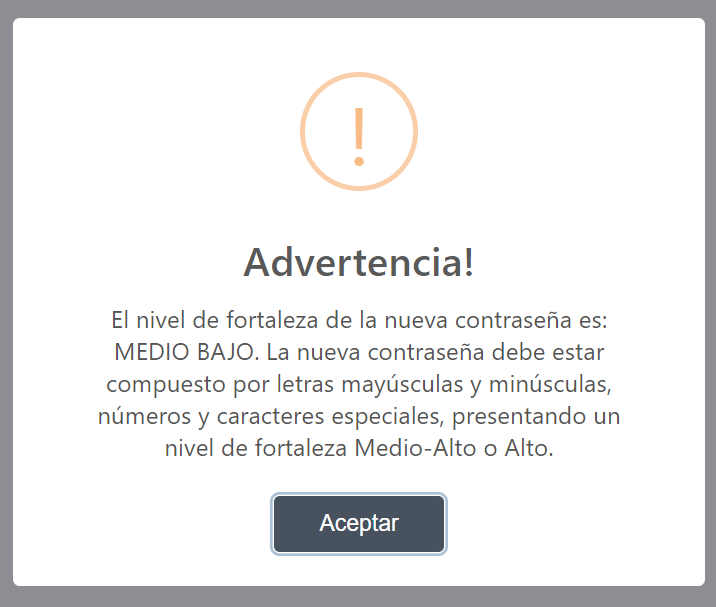 !
Advertencia!
El nivel de fortaleza de la nueva contraseña es:
MEDIO BAJO. La nueva contraseña debe estar
compuesto por letras mayúsculas y minúsculas,
números y caracteres especiales, presentando un
nivel de fortaleza Medio-Alto o Alto.
Aceptar